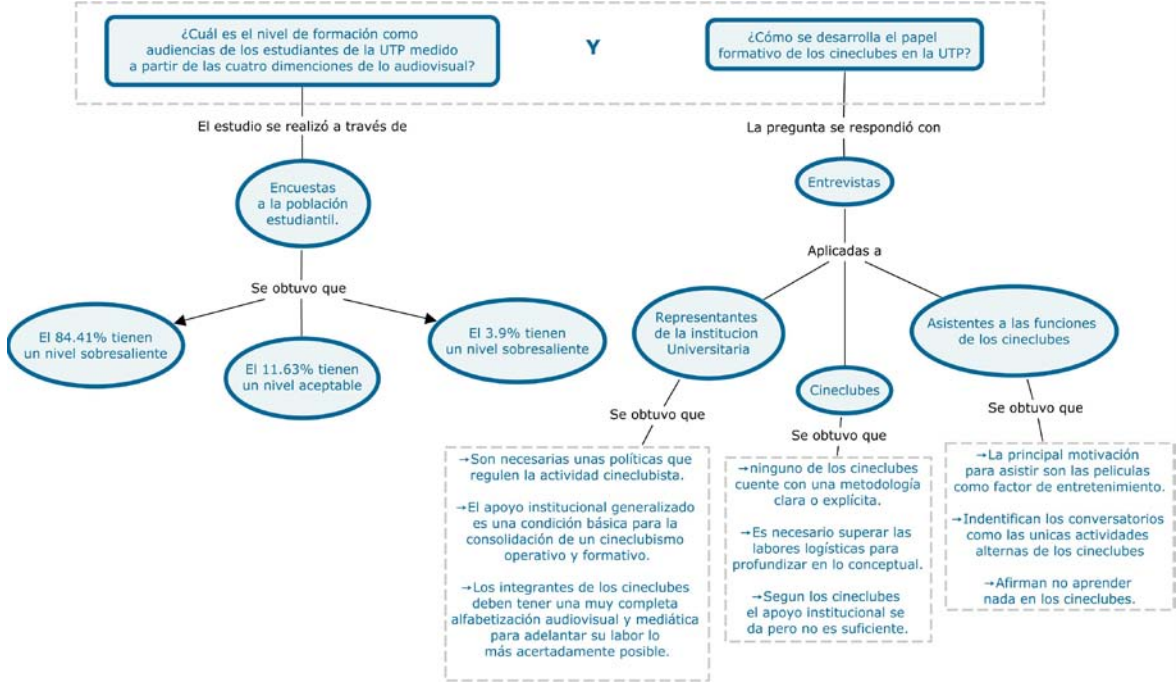 ¿Cuál es el nivel de formación como
audiencias de los estudiantes de la UTP medido
a partir de las cuatro dimensiones de lo audiovisual?
Y
¿Cómo se desarrolla el papel
formativo de los cineclubes en la UTP?
El estudio se realizó a través de
Encuestas
a la población
estudiantil.
Se obtuvo que
El 84.41% tienen
un nivel sobresaliente
El 11.63% tienen
un nivel aceptable
El 3.9% tienen
un nivel sobresaliente
La pregunta se respondió con
Entrevistas
Aplicadas a
Representantes
de la institucion
Universitaria
Se obtuvo que
→Son necesarias unas políticas que
regulen la actividad cineclubista.
→El apoyo institucional generalizado
es una condición básica para la
consolidación de un cineclubismo
operativo y formativo.
→Los integrantes de los cineclubes
deben tener una muy completa
alfabetización audiovisual y mediática
para adelantar su labor lo
más acertadamente posible.
Cineclubes
Se obtuvo que
→ninguno de los cineclubes
cuente con una metodología
clara o explícita.
→Es necesario superar las
labores logísticas para
profundizar en lo conceptual.
→Segun los cineclubes
el apoyo institucional se
da pero no es suficiente.
Asistentes a las funciones
de los cineclubes
Se obtuvo que
→La principal motivación
para asistir son las peliculas
como factor de entretenimiento.
→Indentifican los conversatorios
como las unicas actividades
alternas de los cineclubes
→Afirman no aprender
nada en los cineclubes.